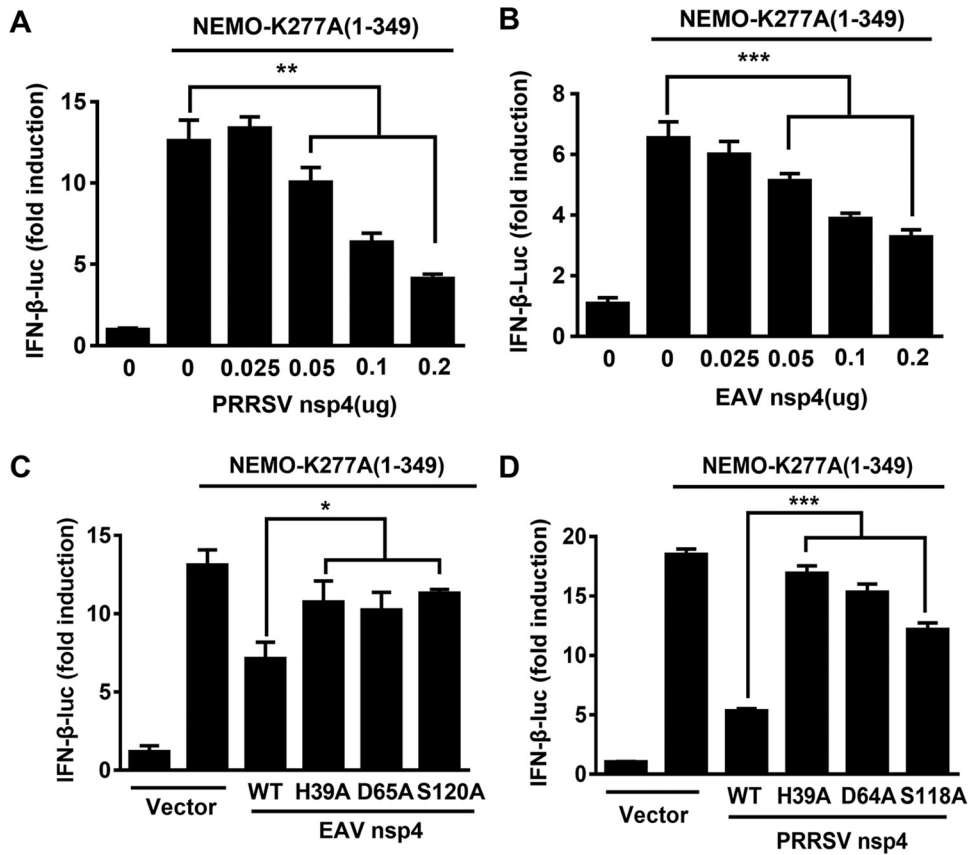 A
NEMO-K277A(1-349)
**
IFN-β-luc (fold induction)
15
10
5
0
0 0 0.025 0.05 0.1 0.2
PRRSV nsp4(ug)
B
NEMO-K277A(1-349)
***
IFN-β-Luc (fold induction)
8
6
4
2
0
0 0 0.025 0.05 0.1 0.2
EAV nsp4(ug)
C
NEMO-K277A(1-349)
*
IFN-β-luc (fold induction)
15
10
5
0
Vector
WT H39A D65A S120A
EAV nsp4
D
NEMO-K277A(1-349)
***
IFN-β-luc (fold induction)
20
15
10
5
0
Vector
WT H39A D64A S118A
PRRSV nsp4